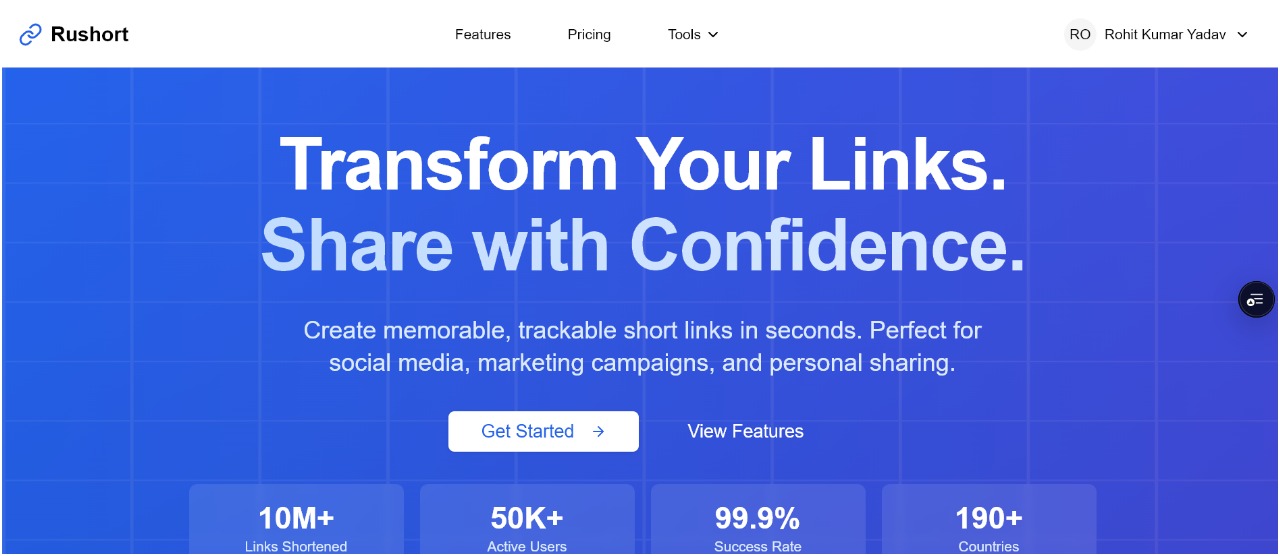 Rushort
Features
Pricing
Tools
RO
Rohit Kumar Yadav
Transform Your Links.
Share with Confidence.
Create memorable, trackable short links in seconds. Perfect for
social media, marketing campaigns, and personal sharing.
Get Started
View Features
10M+
Links Shortened
50K+
Active Users
99.9%
Success Rate
190+
Countries